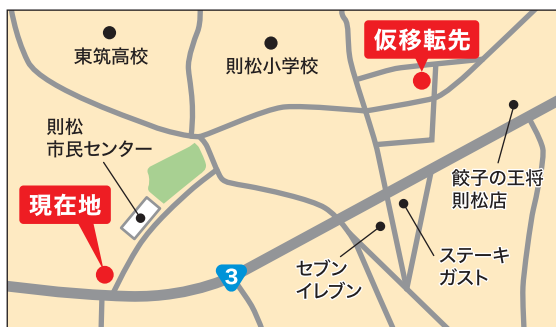 仮移転先
東筑高校
則松小学校
則松
市民センター
現在地
餃子の王将
則松店
ステーキ
ガスト
セブン
イレブン
3